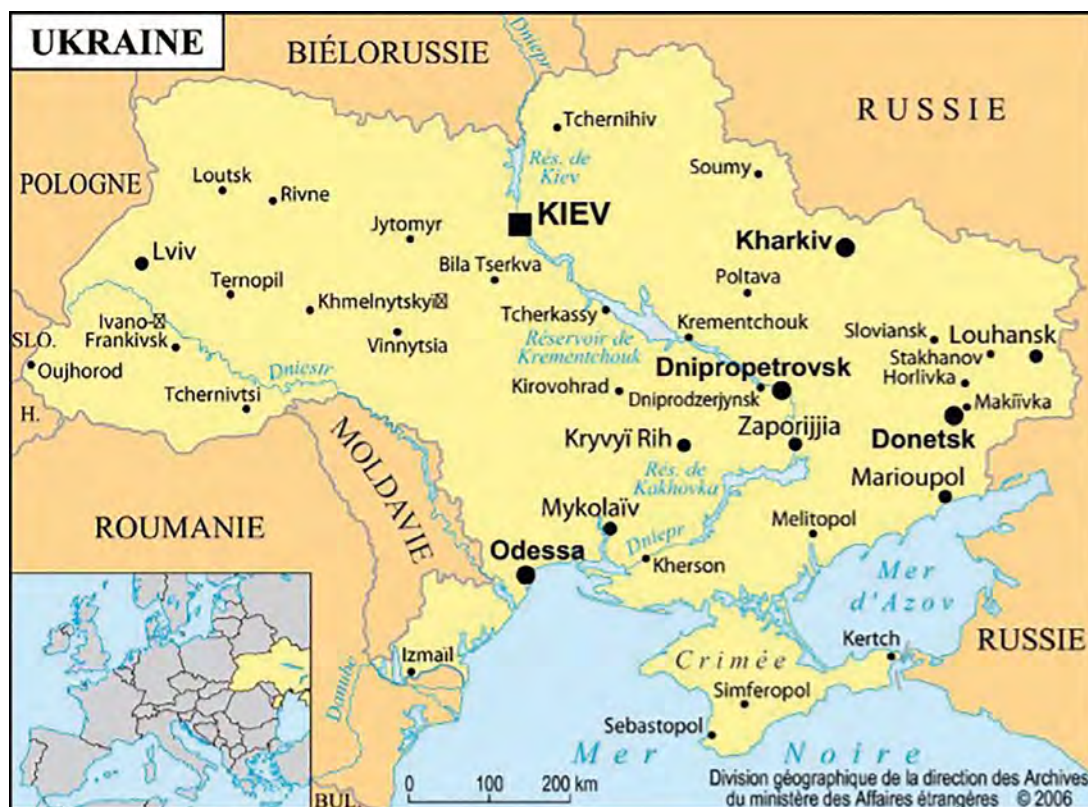 UKRAINE
BIÉLORUSSIE
Dniepr
RUSSIE
Tchernihiv
Rés. de
Kiev
Soumy
POLOGNE
Loutsk
Rivne
KIEV
Jytomyr
Kharkiv
Lviv
Bila Tserkva
Poltava
Ternopil
Khmelnytskyï
Tcherkassy
Krementchouk
Ivano-
Frankivsk
SLO.
Réservoir de
Krementchouk
Sloviansk
Louhansk
Vinnytsia
Stakhanov
Oujhorod
Dniestr
Dnipropetrovsk
Horlivka
Kirovohrad
Dniprodzerjynsk
Tchernivtsi
Makiïvka
H.
MOLDAVIE
Kryvyï Rih
Zaporijjia
Donetsk
Rés. de
Kakhovka
Marioupol
ROUMANIE
Mykolaïv
Melitopol
Dniepr
Odessa
Kherson
Mer
d'Azov
Kertch
RUSSIE
Izmaïl
Crimée
Danube
Simferopol
Sebastopol
Mer Noire
0 100 200 km
BUL.
Division géographique de la direction des Archives
du ministère des Affaires étrangères © 2006